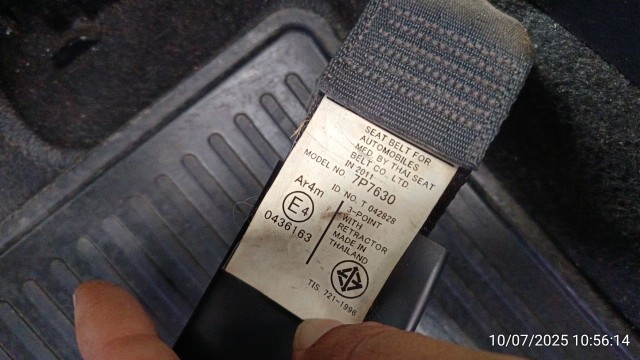 SEAT BELT FOR
AUTOMOBILES
MFD. BY THAI SEAT
BELT CO., LTD.
IN 2011
MODEL NO. 7P7630
ID NO. T 042828
Ar4m
E4
0436163
3-POINT
WITH
RETRACTOR
MADE IN
THAILAND
TIS. 721-1996
10/07/2025 10:56:14